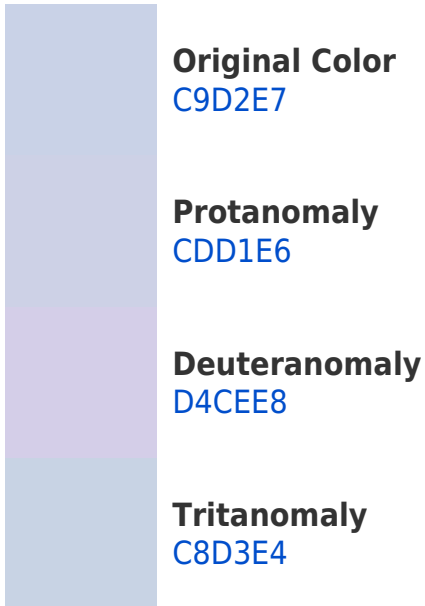 Original Color
C9D2E7
Protanomaly
CDD1E6
Deuteranomaly
D4CEE8
Tritanomaly
C8D3E4